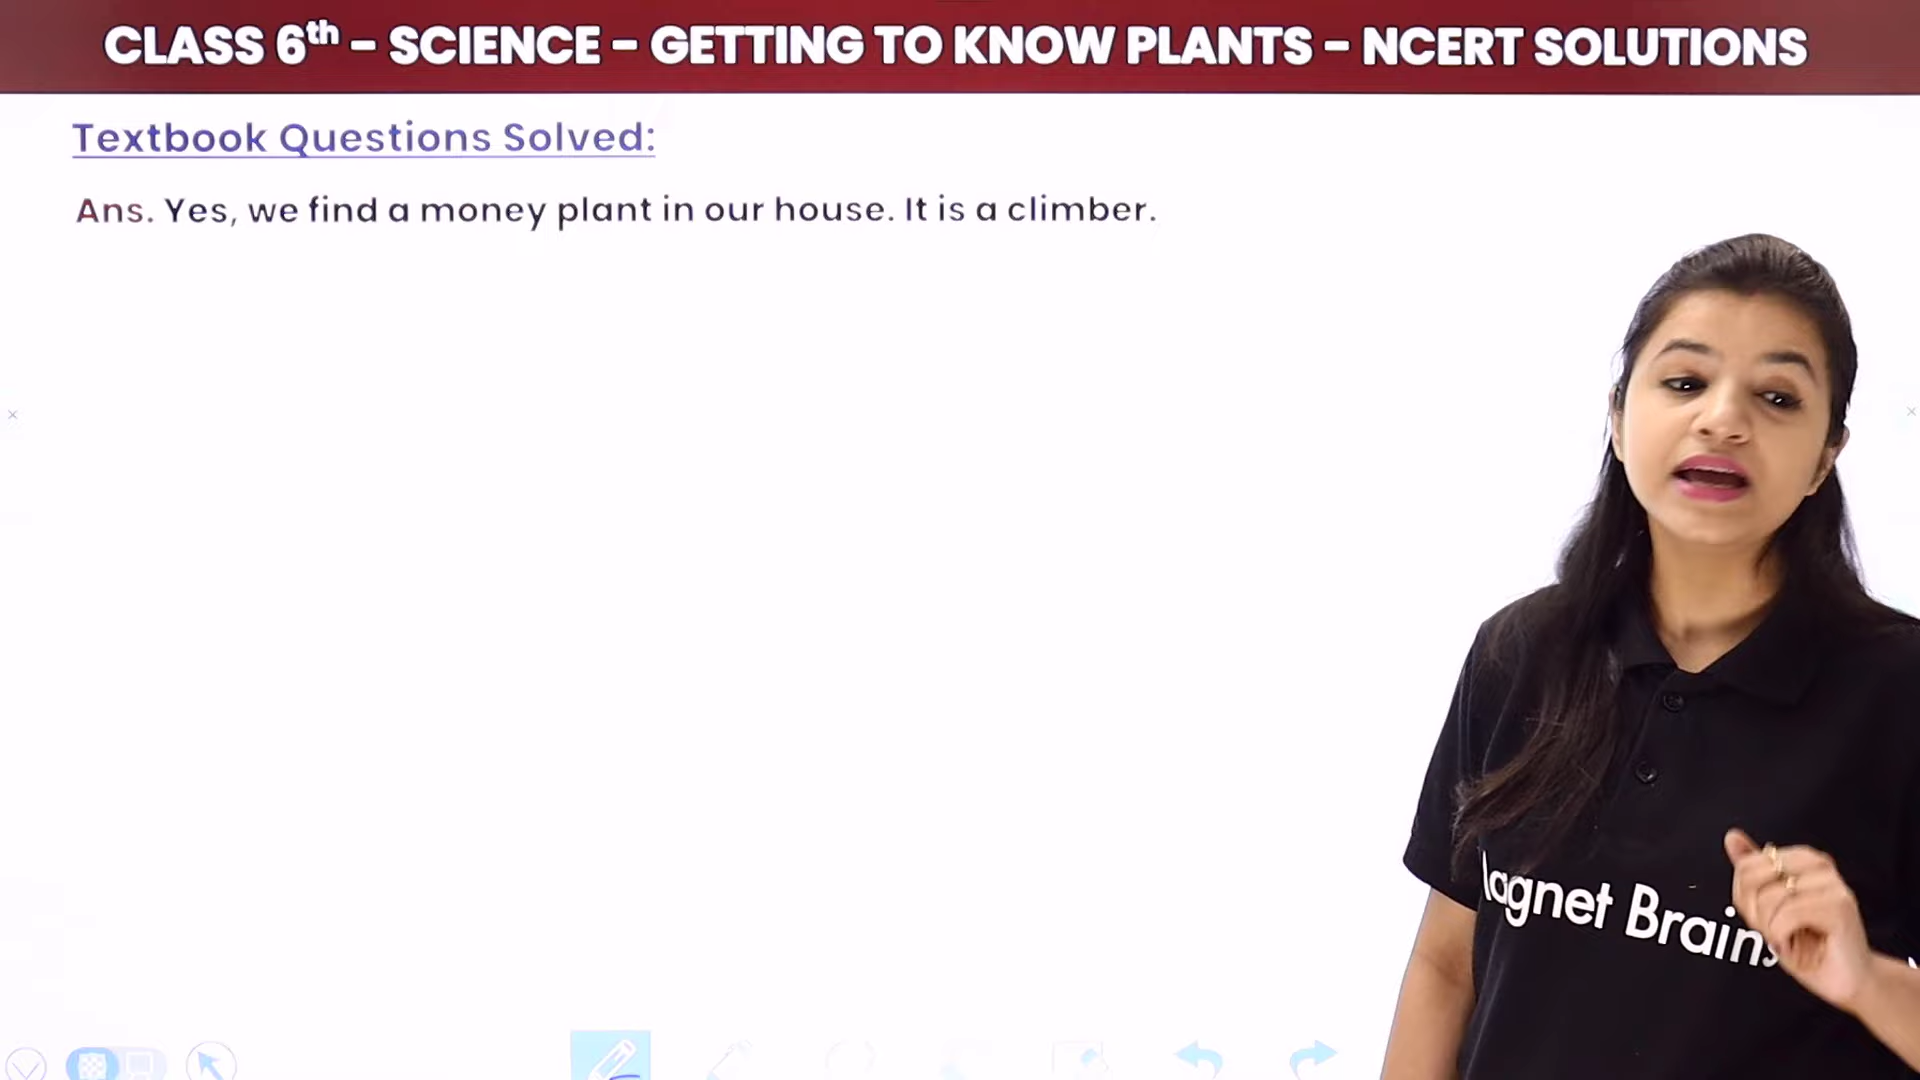 CLASS 6th - SCIENCE - GETTING TO KNOW PLANTS - NCERT SOLUTIONS
Textbook Questions Solved:
Ans. Yes, we find a money plant in our house. It is a climber.
agnet Brains